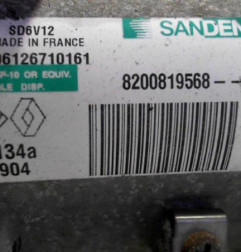 SD6V12
SANDEN
MADE IN FRANCE
06126710161
P-10 OR EQUIV.
8200819568--
LE DISP.
134a
904